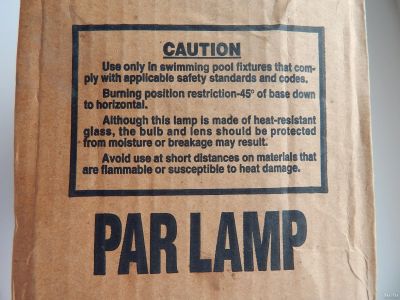 CAUTION
Use only in swimming pool fixtures that com-
ply with applicable safety standards and codes.
Burning position restriction-45° of base down
to horizontal.
Although this lamp is made of heat-resistant
glass, the bulb and lens should be protected
from moisture or breakage may result.
Avoid use at short distances on materials that
are flammable or susceptible to heat damage.
PAR LAMP